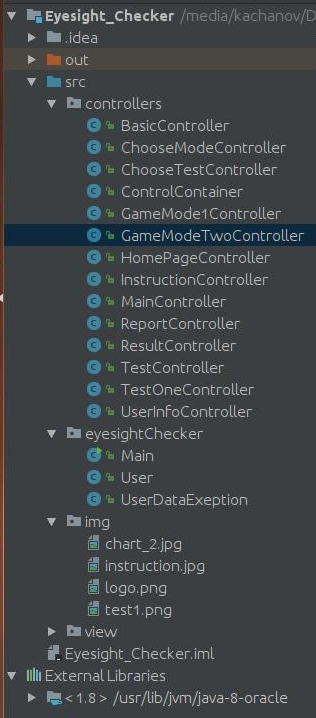 Eyesight_Checker /media/kachanov/D
.idea
out
src
controllers
BasicController
ChooseModeController
ChooseTestController
ControlContainer
GameMode1Controller
GameModeTwoController
HomePageController
InstructionController
MainController
ReportController
ResultController
TestController
TestOneController
UserInfoController
eyesightChecker
Main
User
UserDataExeption
img
chart_2.jpg
instruction.jpg
logo.png
test1.png
view
Eyesight_Checker.iml
External Libraries
< 1.8 > /usr/lib/jvm/java-8-oracle